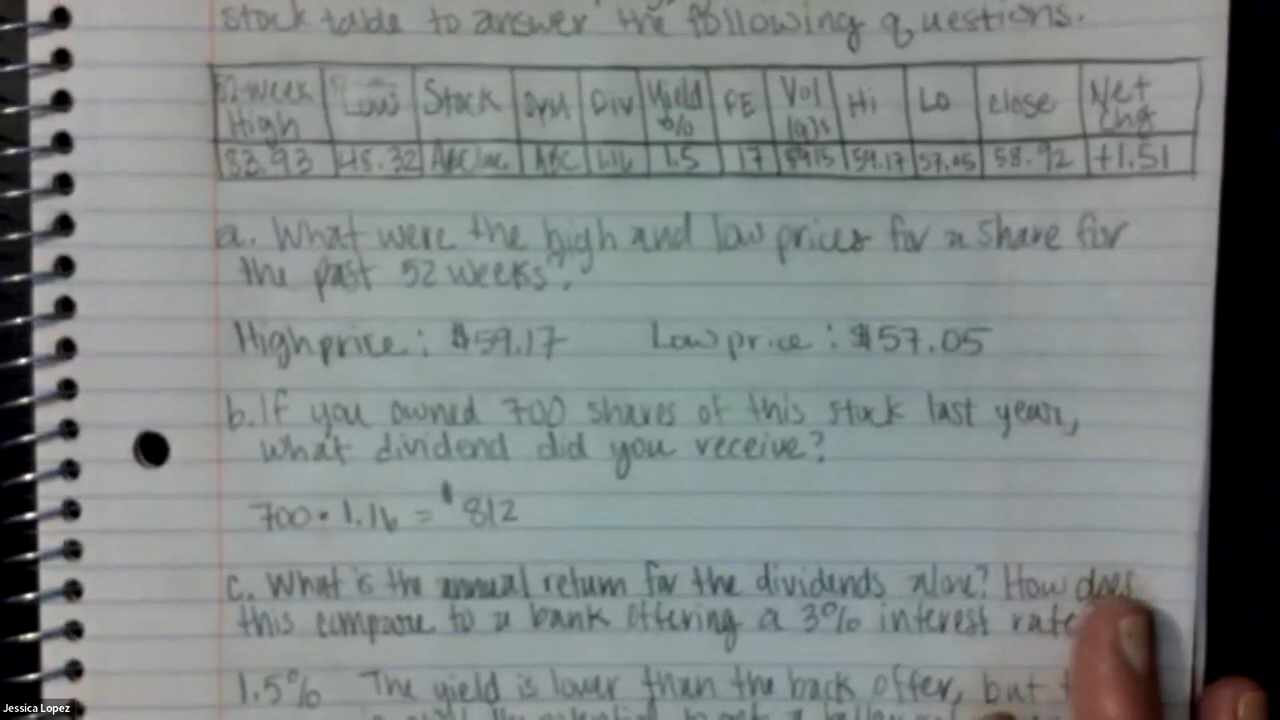 stock table to answer the following questions.
52-week High Low Stock Sym Div Yield % PE Vol Hi Lo close Net chg
83.93 48.32 ABC Inc. ABC 1.16 1.5 17 5915 59.17 57.05 58.92 +1.51
a. What were the high and low prices for a share for
the past 52 weeks?
High price: $59.17 Low price: $57.05
b. If you owned 700 shares of this stock last year,
what dividend did you receive?
700 • 1.16 = $812
c. What is the annual return for the dividends alone? How does
this compare to a bank offering a 3% interest rate
1.5% The yield is lower than the back offer, but
Jessica Lopez